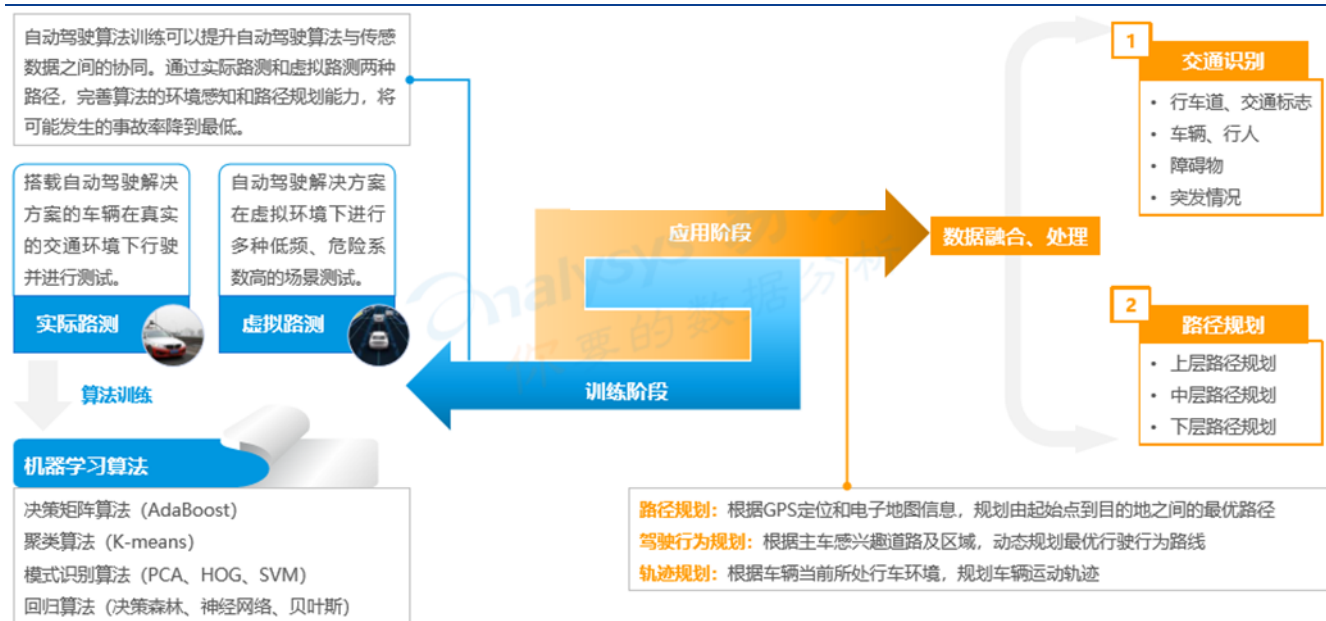 自动驾驶算法训练可以提升自动驾驶算法与传感
数据之间的协同。通过实际路测和虚拟路测两种
路径，完善算法的环境感知和路径规划能力，将
可能发生的事故率降到最低。
搭载自动驾驶解决
方案的车辆在真实
的交通环境下行驶
并进行测试。
实际路测
自动驾驶解决方案
在虚拟环境下进行
多种低频、危险系
数高的场景测试。
虚拟路测
算法训练
机器学习算法
决策矩阵算法（AdaBoost）
聚类算法（K-means）
模式识别算法（PCA、HOG、SVM）
回归算法（决策森林、神经网络、贝叶斯）
应用阶段
训练阶段
analysys 易观
你要的数据分析
数据融合、处理
1
交通识别
• 行车道、交通标志
• 车辆、行人
• 障碍物
• 突发情况
2
路径规划
• 上层路径规划
• 中层路径规划
• 下层路径规划
路径规划：根据GPS定位和电子地图信息，规划由起始点到目的地之间的最优路径
驾驶行为规划：根据主车感兴趣道路及区域，动态规划最优行驶行为路线
轨迹规划：根据车辆当前所处行车环境，规划车辆运动轨迹